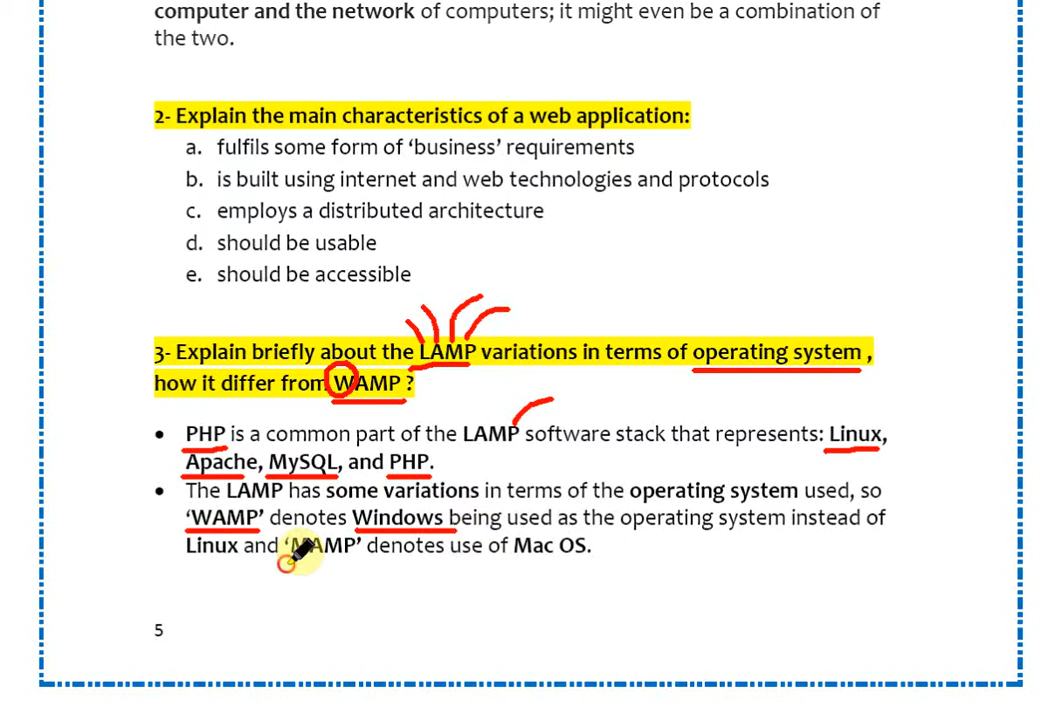 computer and the network of computers; it might even be a combination of
the two.
2- Explain the main characteristics of a web application:
a. fulfils some form of ‘business’ requirements
b. is built using internet and web technologies and protocols
c. employs a distributed architecture
d. should be usable
e. should be accessible
3- Explain briefly about the LAMP variations in terms of operating system ,
how it differ from WAMP ?
• PHP is a common part of the LAMP software stack that represents: Linux,
Apache, MySQL, and PHP.
• The LAMP has some variations in terms of the operating system used, so
‘WAMP’ denotes Windows being used as the operating system instead of
Linux and ‘MAMP’ denotes use of Mac OS.
5